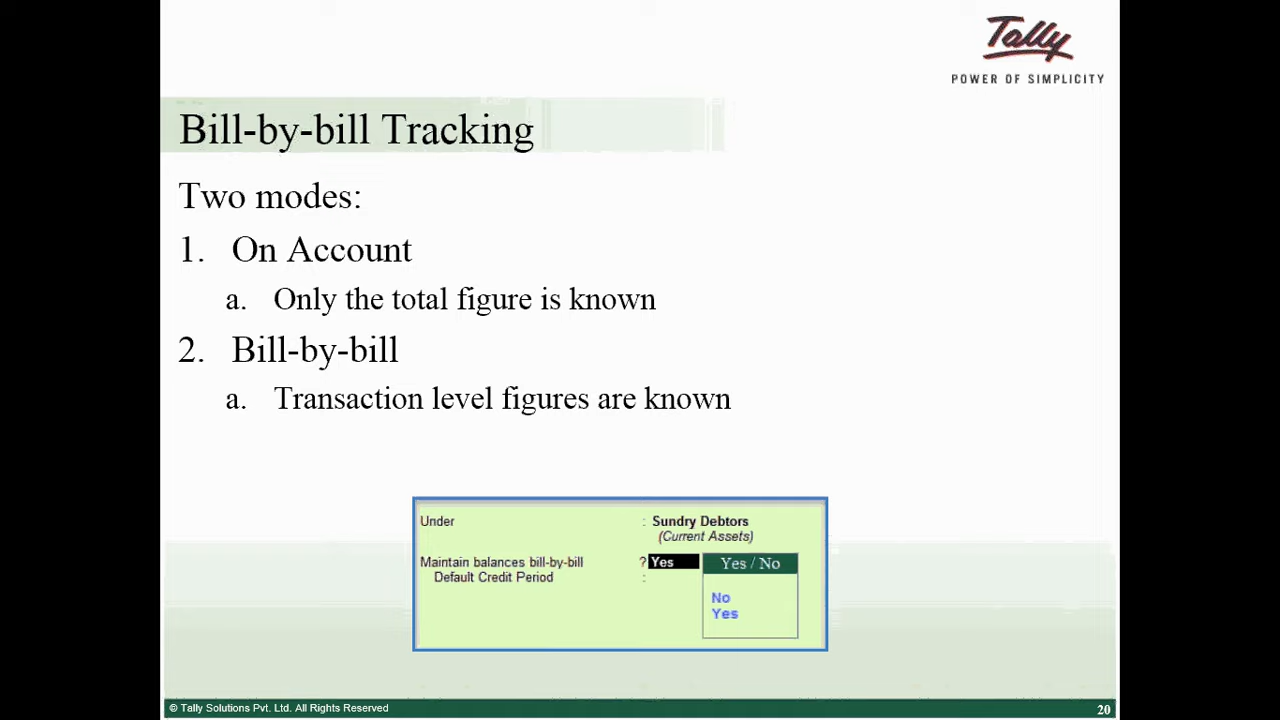 Tally
POWER OF SIMPLICITY
Bill-by-bill Tracking
Two modes:
1. On Account
a. Only the total figure is known
2. Bill-by-bill
a. Transaction level figures are known
Under : Sundry Debtors
(Current Assets)
Maintain balances bill-by-bill ? Yes Yes / No
Default Credit Period :
No
Yes
© Tally Solutions Pvt. Ltd. All Rights Reserved 20